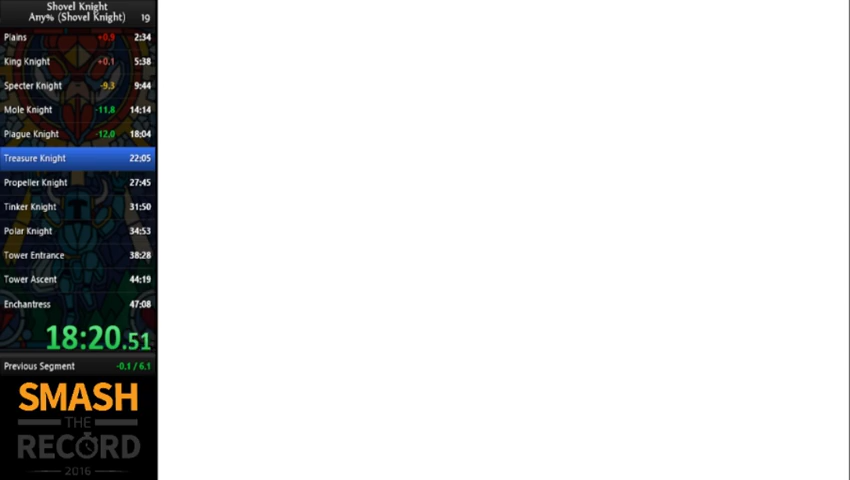 Shovel Knight
Any% (Shovel Knight) 19
Plains +0.9 2:34
King Knight +0.1 5:38
Specter Knight -9.3 9:44
Mole Knight -11.8 14:14
Plague Knight -12.0 18:04
Treasure Knight 22:05
Propeller Knight 27:45
Tinker Knight 31:50
Polar Knight 34:53
Tower Entrance 38:28
Tower Ascent 44:19
Enchantress 47:08
18:20.51
Previous Segment -0.1 / 6.1
SMASH
THE
RECORD
2016